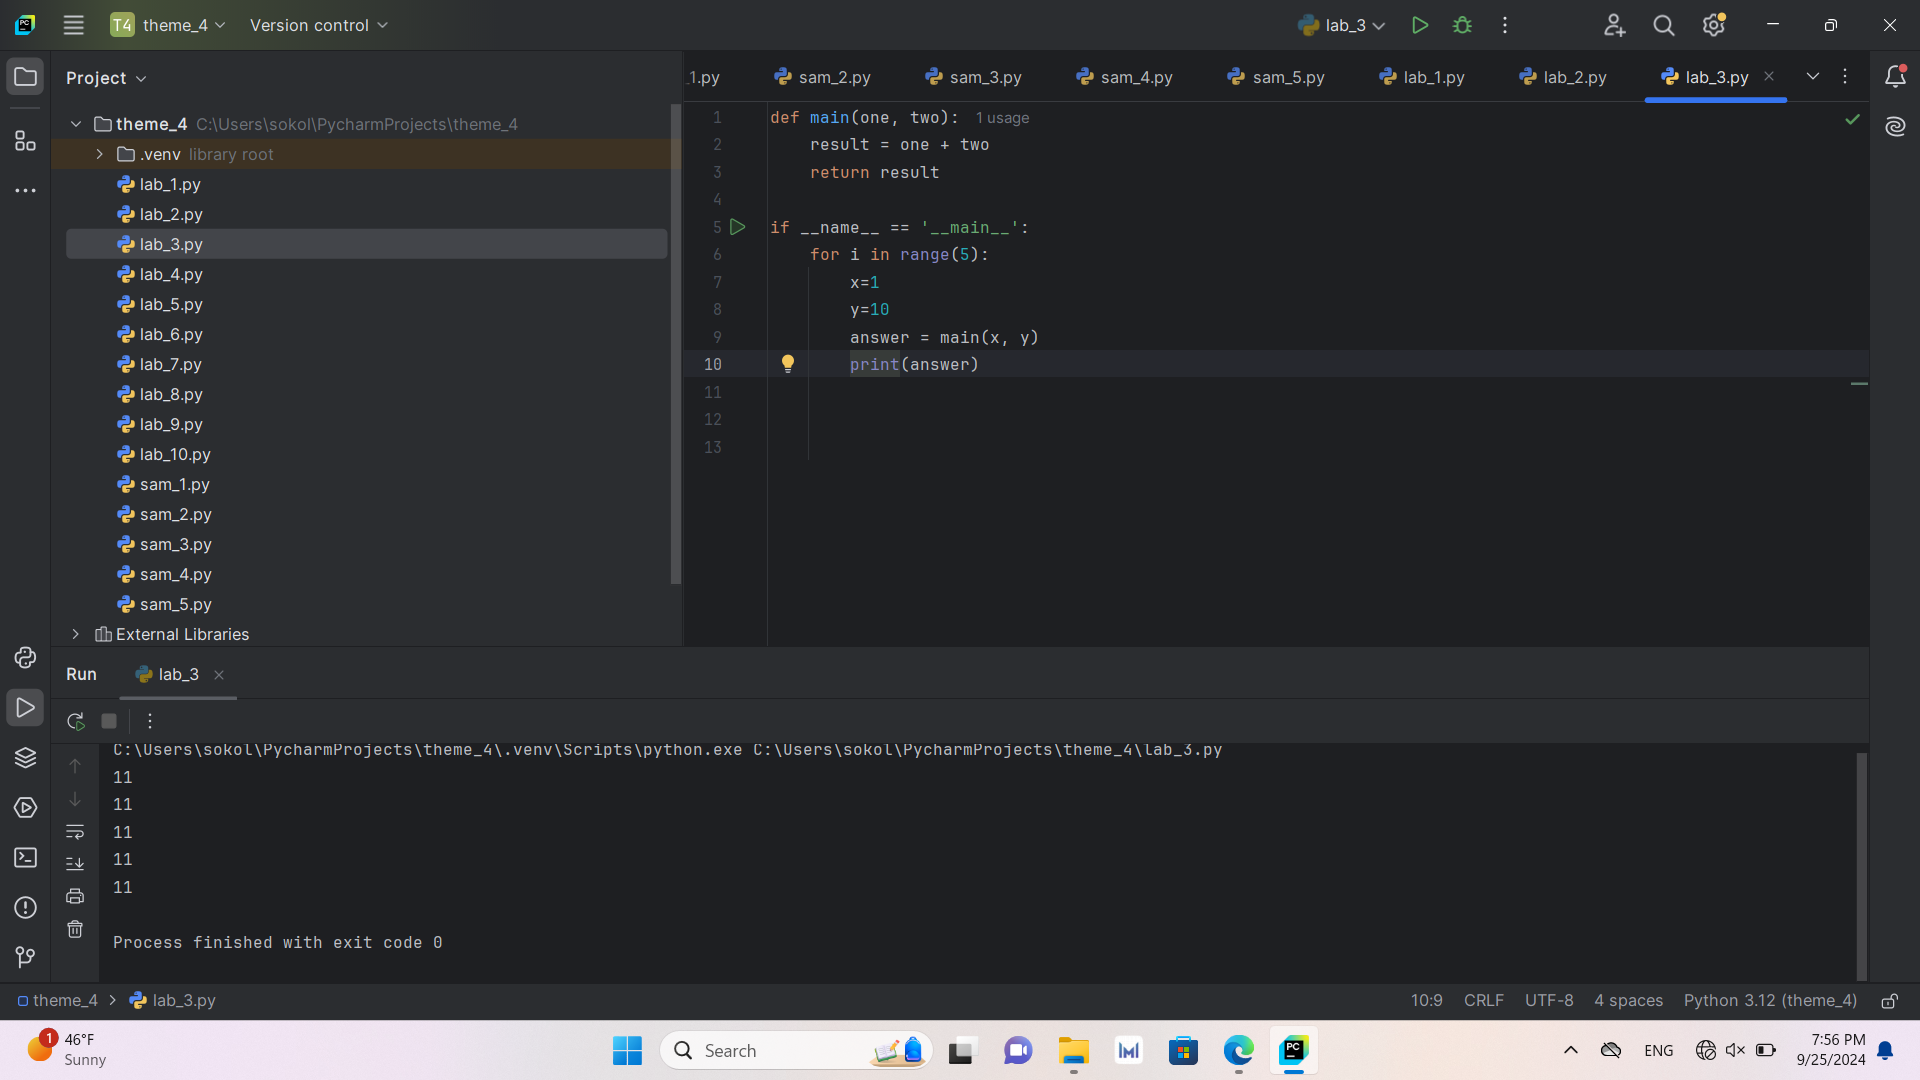 T4 theme_4 Version control lab_3
Project
_1.py sam_2.py sam_3.py sam_4.py sam_5.py lab_1.py lab_2.py lab_3.py
theme_4 C:\Users\sokol\PycharmProjects\theme_4
.venv library root
lab_1.py
lab_2.py
lab_3.py
lab_4.py
lab_5.py
lab_6.py
lab_7.py
lab_8.py
lab_9.py
lab_10.py
sam_1.py
sam_2.py
sam_3.py
sam_4.py
sam_5.py
External Libraries
1 def main(one, two): 1 usage
2 result = one + two
3 return result
4
5 if __name__ == '__main__':
6 for i in range(5):
7 x=1
8 y=10
9 answer = main(x, y)
10 print(answer)
11
12
13
Run lab_3
C:\Users\sokol\PycharmProjects\theme_4\.venv\Scripts\python.exe C:\Users\sokol\PycharmProjects\theme_4\lab_3.py
11
11
11
11
11
Process finished with exit code 0
theme_4 lab_3.py 10:9 CRLF UTF-8 4 spaces Python 3.12 (theme_4)
1 46°F
Sunny
Search
PC
ENG
7:56 PM
9/25/2024